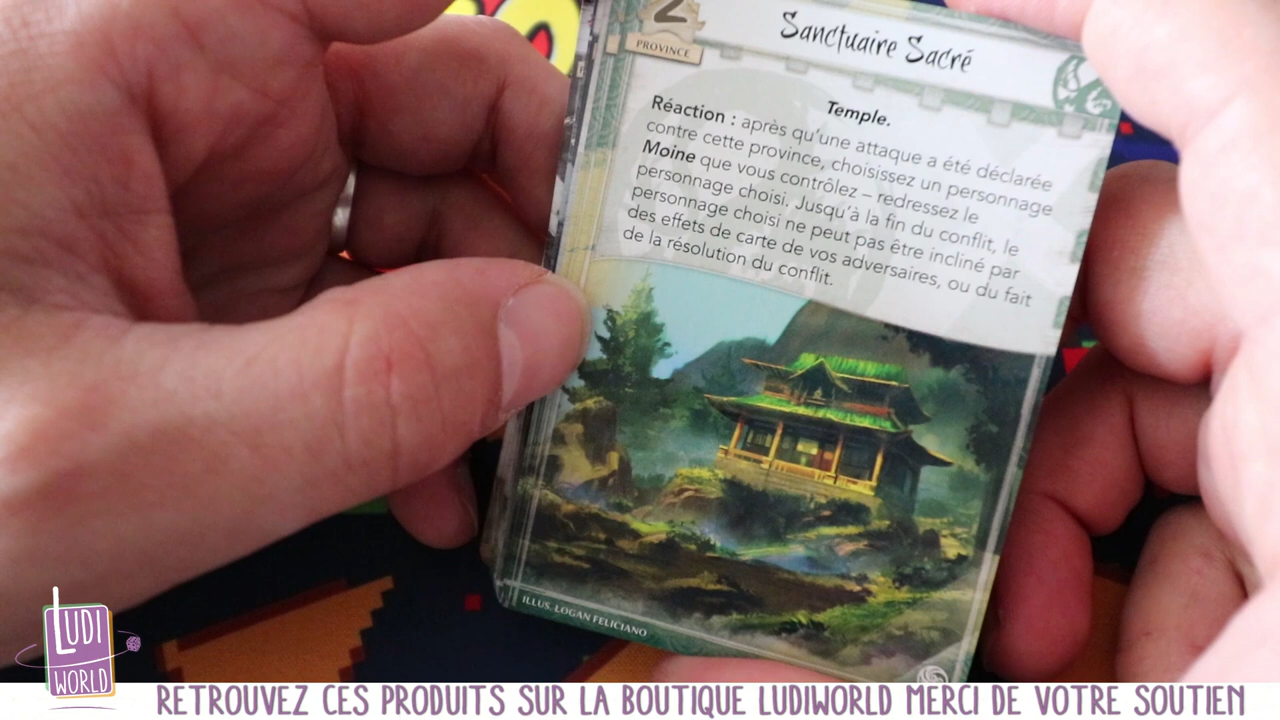 2
PROVINCE
Sanctuaire Sacré
Temple.
Réaction : après qu'une attaque a été déclarée
contre cette province, choisissez un personnage
Moine que vous contrôlez – redressez le
personnage choisi. Jusqu'à la fin du conflit, le
personnage choisi ne peut pas être incliné par
des effets de carte de vos adversaires, ou du fait
de la résolution du conflit.
ILLUS. LOGAN FELICIANO
LUDI
WORLD
RETROUVEZ CES PRODUITS SUR LA BOUTIQUE LUDIWORLD MERCI DE VOTRE SOUTIEN